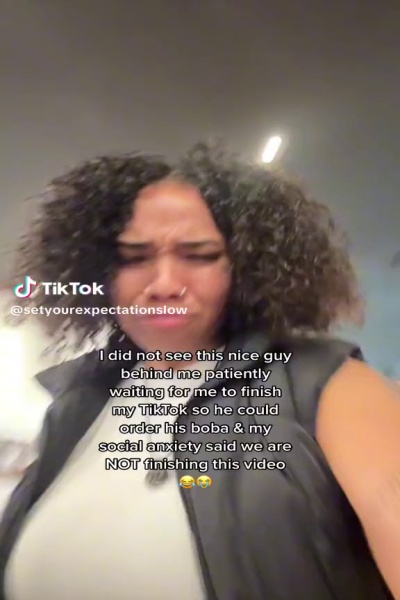 TikTok
@setyourexpectationslow
I did not see this nice guy
behind me patiently
waiting for me to finish
my TikTok so he could
order his boba & my
social anxiety said we are
NOT finishing this video
😂😭